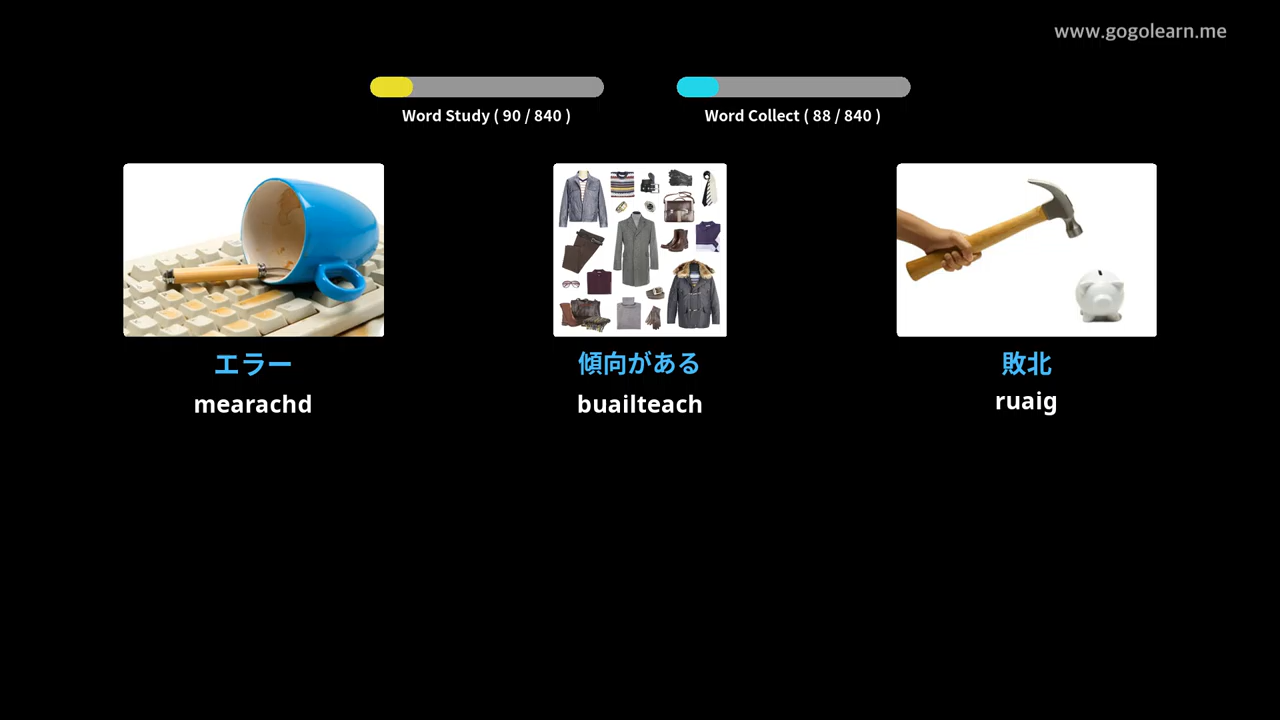 www.gogolearn.me
Word Study ( 90 / 840 )
Word Collect ( 88 / 840 )
エラー
傾向がある
敗北
mearachd
buailteach
ruaig